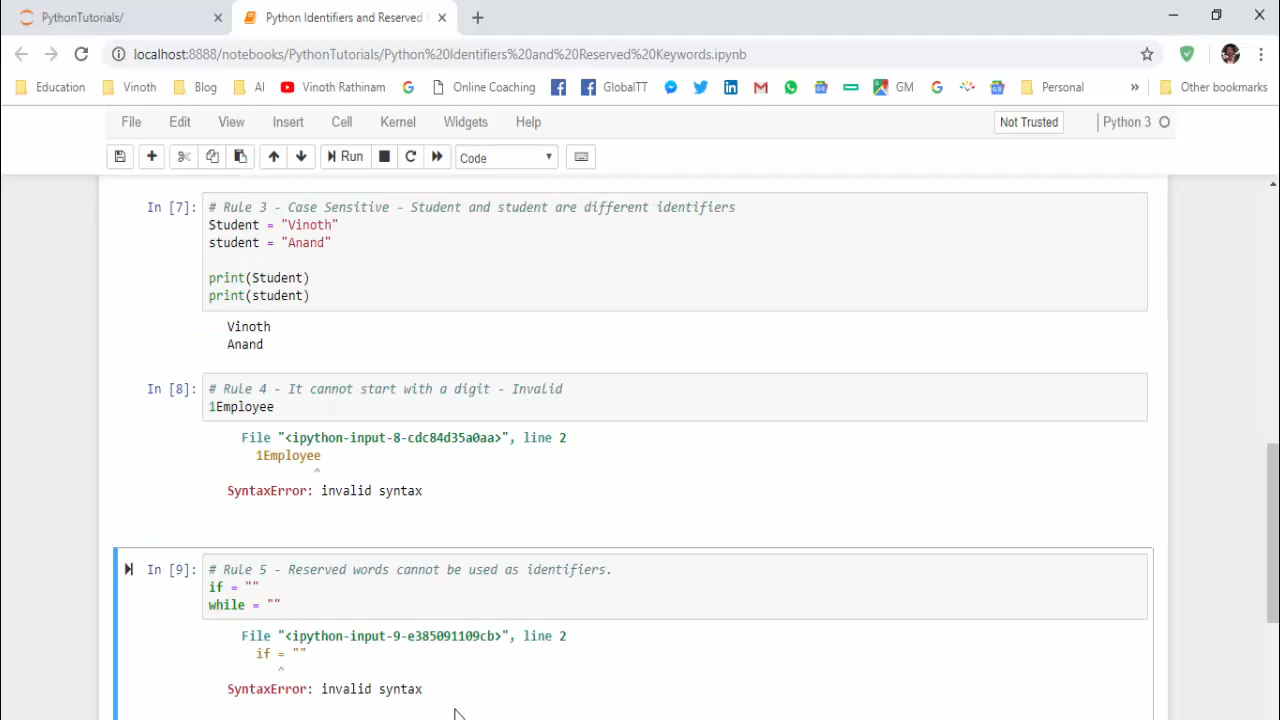 PythonTutorials/
Python Identifiers and Reserved
localhost:8888/notebooks/PythonTutorials/Python%20Identifiers%20and%20Reserved%20Keywords.ipynb
Education Vinoth Blog AI Vinoth Rathinam Online Coaching GlobalTT GM Personal » Other bookmarks
File Edit View Insert Cell Kernel Widgets Help Not Trusted Python 3
Run Code
In [7]: # Rule 3 - Case Sensitive - Student and student are different identifiers
Student = "Vinoth"
student = "Anand"
print(Student)
print(student)
Vinoth
Anand
In [8]: # Rule 4 - It cannot start with a digit - Invalid
1Employee
File "<ipython-input-8-cdc84d35a0aa>", line 2
1Employee
^
SyntaxError: invalid syntax
In [9]: # Rule 5 - Reserved words cannot be used as identifiers.
if = ""
while = ""
File "<ipython-input-9-e385091109cb>", line 2
if = ""
^
SyntaxError: invalid syntax